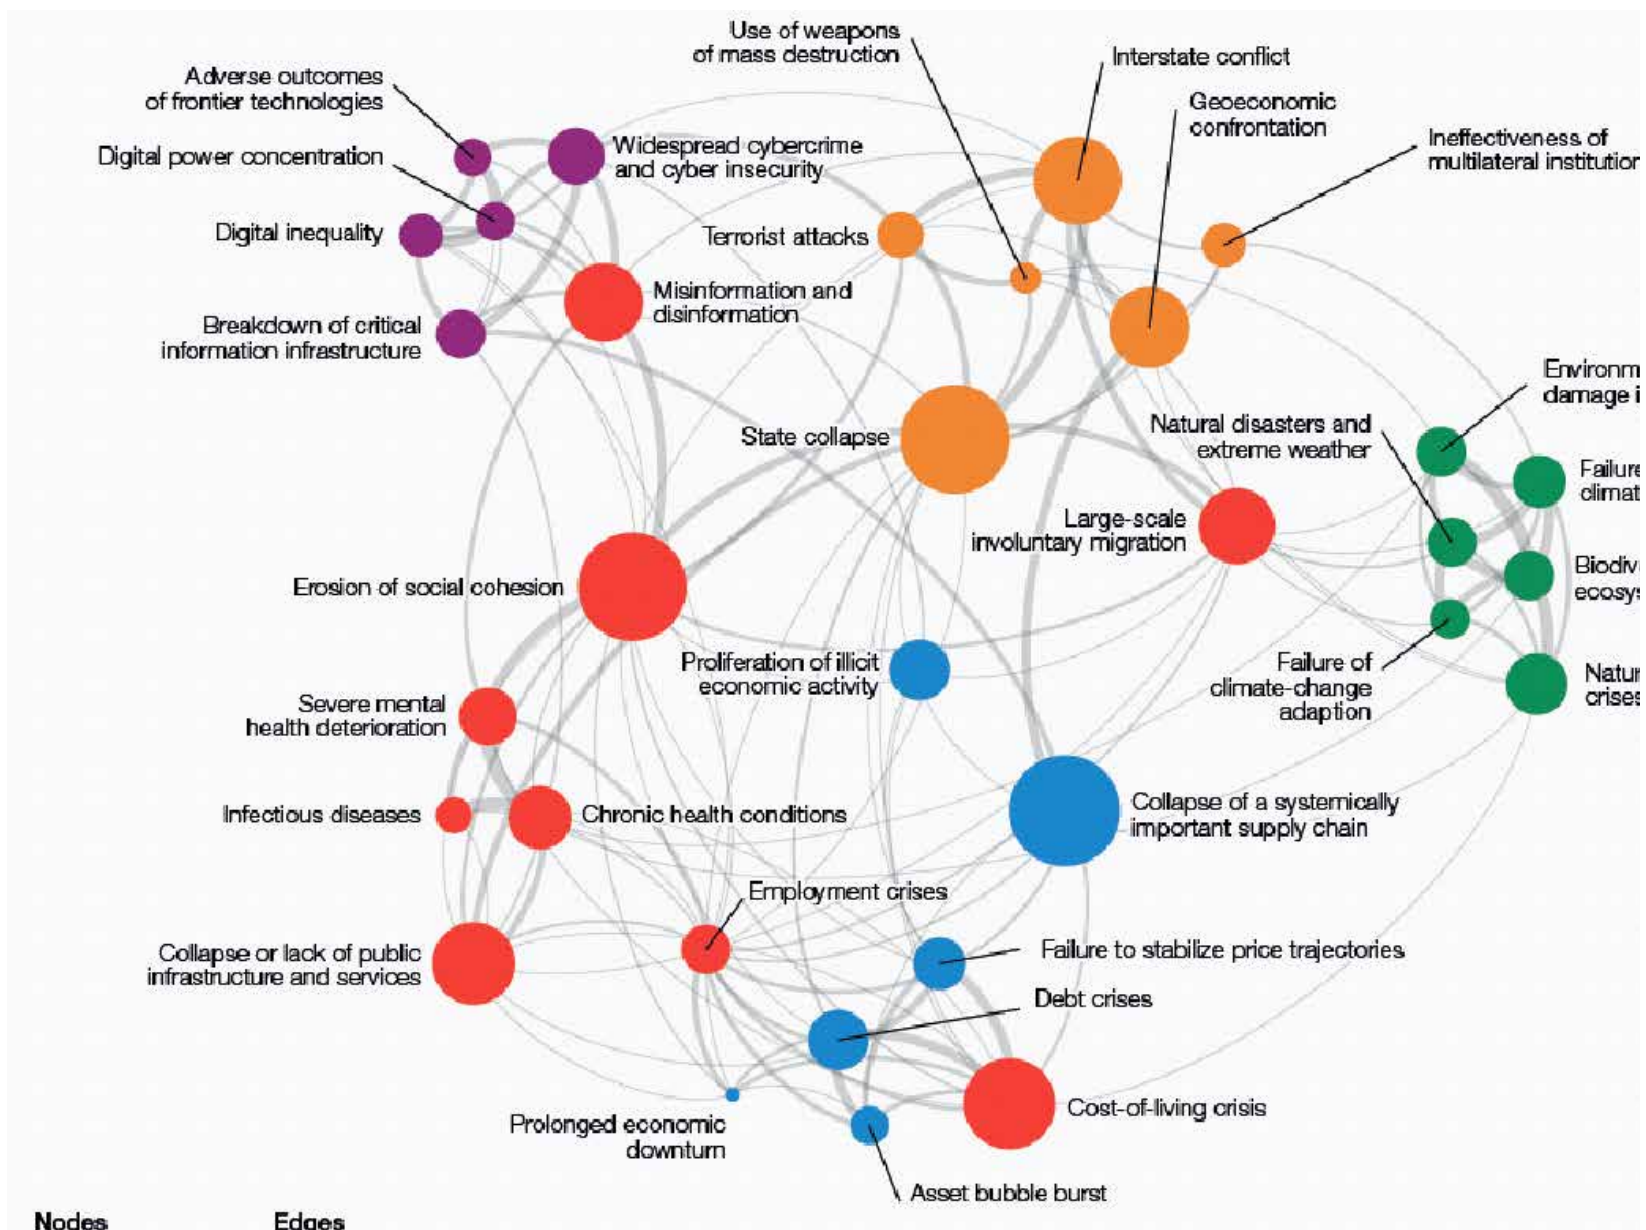 Use of weapons
of mass destruction
Interstate conflict
Adverse outcomes
of frontier technologies
Geoeconomic
confrontation
Ineffectiveness of
multilateral institution
Digital power concentration
Widespread cybercrime
and cyber insecurity
Digital inequality
Terrorist attacks
Misinformation and
disinformation
Breakdown of critical
information infrastructure
Environm
damage i
State collapse
Natural disasters and
extreme weather
Failure
climat
Large-scale
involuntary migration
Biodiv
ecosys
Erosion of social cohesion
Proliferation of illicit
economic activity
Failure of
climate-change
adaption
Natur
crises
Severe mental
health deterioration
Infectious diseases
Chronic health conditions
Collapse of a systemically
important supply chain
Employment crises
Collapse or lack of public
infrastructure and services
Failure to stabilize price trajectories
Debt crises
Prolonged economic
downturn
Cost-of-living crisis
Asset bubble burst
Nodes
Edges